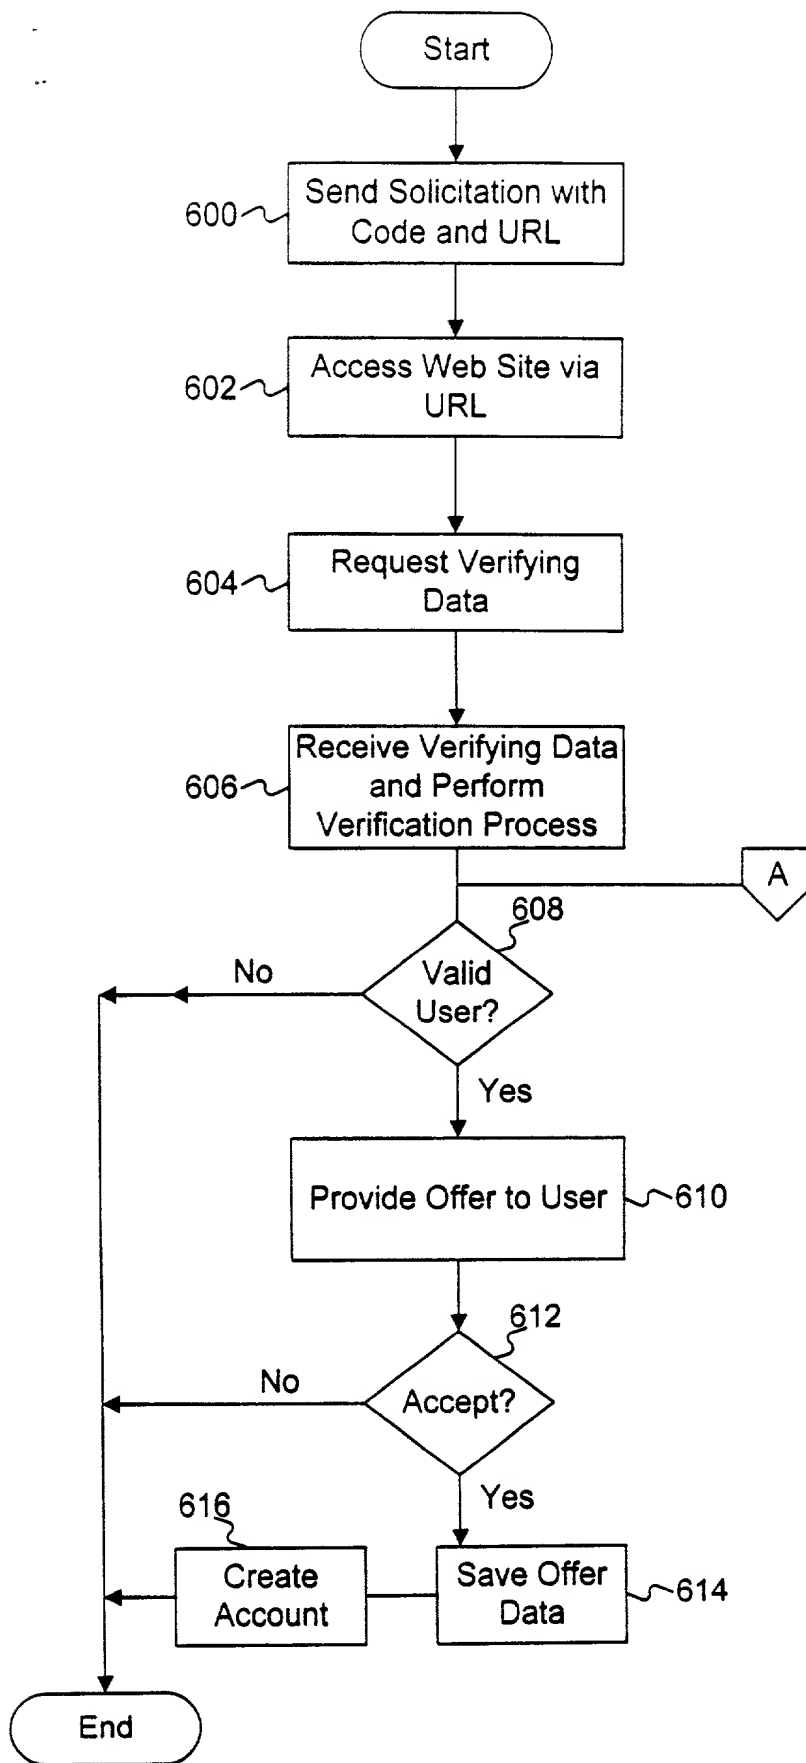 Start
Send Solicitation with
Code and URL
600
Access Web Site via
URL
602
Request Verifying
Data
604
Receive Verifying Data
and Perform
Verification Process
606
A
608
Valid
User?
No
Yes
Provide Offer to User
610
612
Accept?
No
Yes
616
Create
Account
Save Offer
Data
614
End